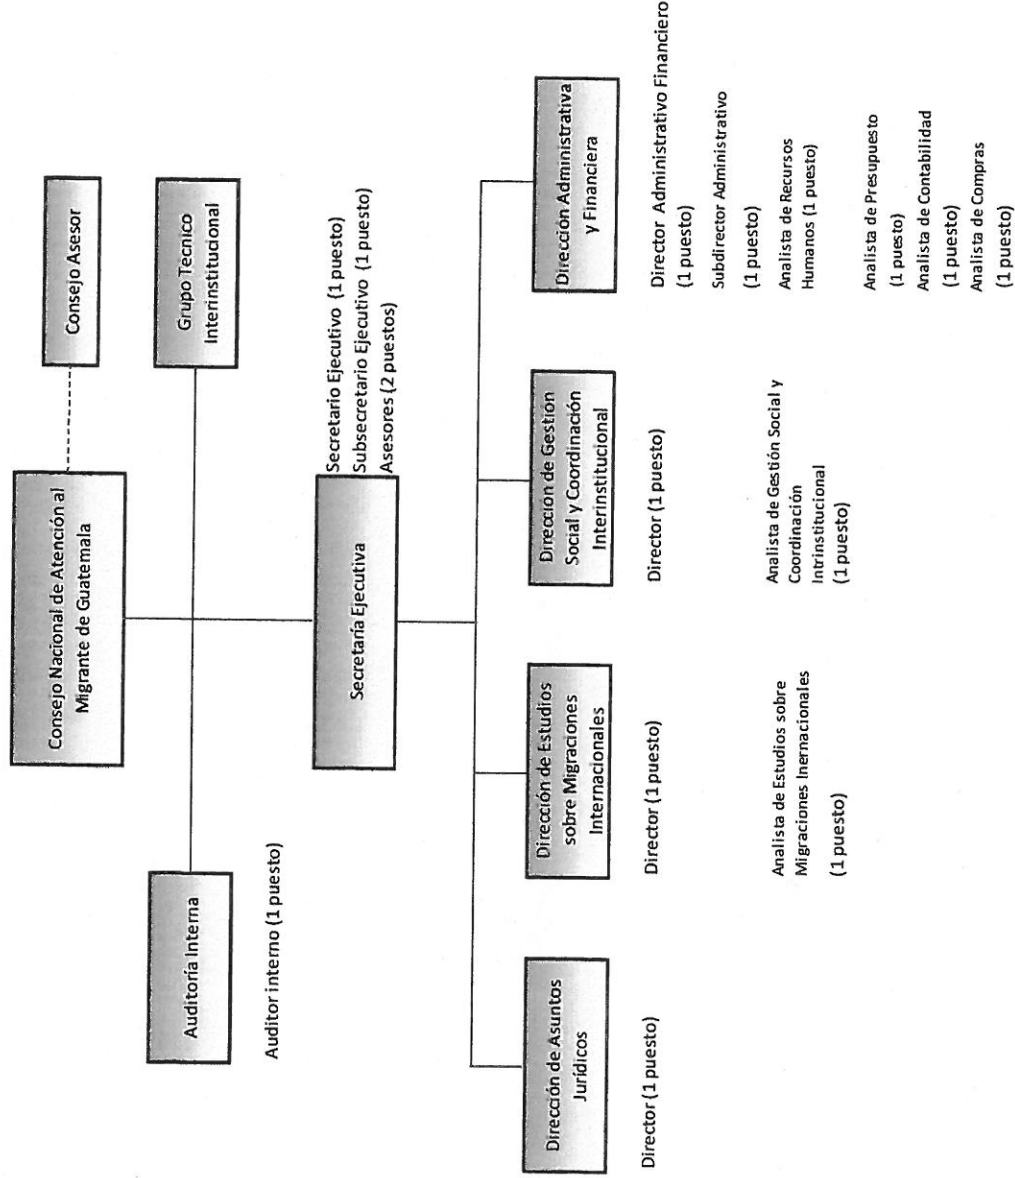 Consejo Nacional de Atención al
Migrante de Guatemala
Consejo Asesor
Auditoría Interna
Auditor interno (1 puesto)
Grupo Técnico
Interinstitucional
Secretaría Ejecutiva
Secretario Ejecutivo (1 puesto)
Subsecretario Ejecutivo (1 puesto)
Asesores (2 puestos)
Dirección de Asuntos
Jurídicos
Director (1 puesto)
Dirección de Estudios
sobre Migraciones
Internacionales
Director (1 puesto)
Analista de Estudios sobre
Migraciones Inernacionales
(1 puesto)
Dirección de Gestión
Social y Coordinación
Interinstitucional
Director (1 puesto)
Analista de Gestión Social y
Coordinación
Intrinstitucional
(1 puesto)
Dirección Administrativa
y Financiera
Director Administrativo Financiero
(1 puesto)
Subdirector Administrativo
(1 puesto)
Analista de Recursos
Humanos (1 puesto)
Analista de Presupuesto
(1 puesto)
Analista de Contabilidad
(1 puesto)
Analista de Compras
(1 puesto)